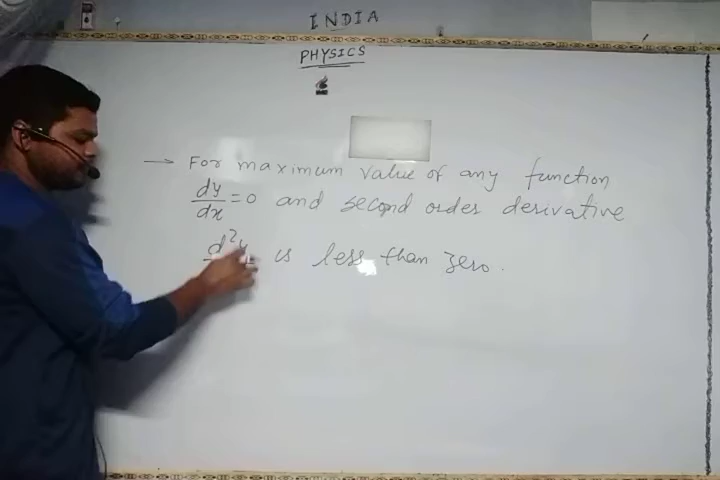 INDIA
PHYSICS
→ For maximum value of any function
dy/dx = 0 and second order derivative
d²y is less than zero.